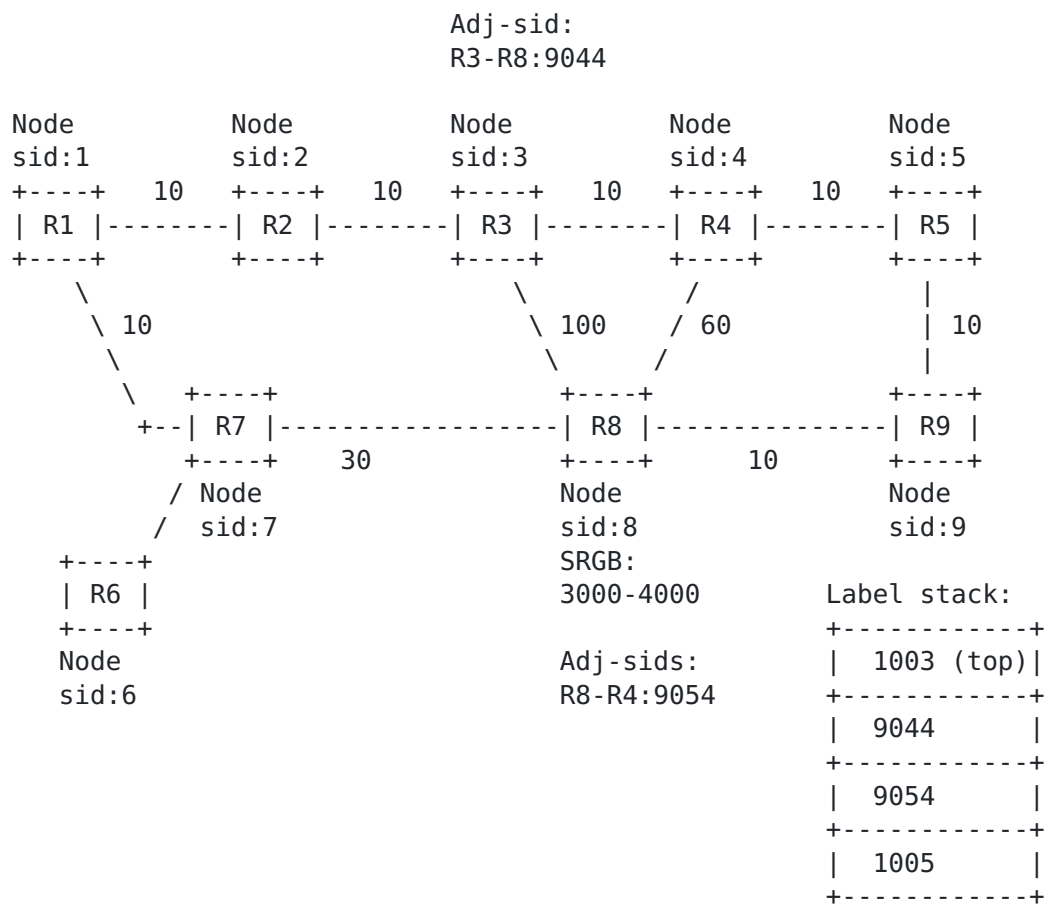 Adj-sid:
                             R3-R8:9044

 Node          Node          Node          Node          Node
 sid:1         sid:2         sid:3         sid:4         sid:5
 +----+   10   +----+   10   +----+   10   +----+   10   +----+
 | R1 |--------| R2 |--------| R3 |--------| R4 |--------| R5 |
 +----+        +----+        +----+        +----+        +----+
     \                           \          /              |
      \ 10                        \ 100    / 60            | 10
       \                           \      /                |
        \   +----+                  +----+               +----+
         +--| R7 |------------------| R8 |---------------| R9 |
            +----+    30            +----+      10       +----+
           / Node                   Node                 Node
          /  sid:7                  sid:8                sid:9
    +----+                          SRGB:
    | R6 |                          3000-4000        Label stack:
    +----+                                           +------------+
    Node                            Adj-sids:        |  1003 (top)|
    sid:6                           R8-R4:9054       +------------+
                                                     |  9044      |
                                                     +------------+
                                                     |  9054      |
                                                     +------------+
                                                     |  1005      |
                                                     +------------+